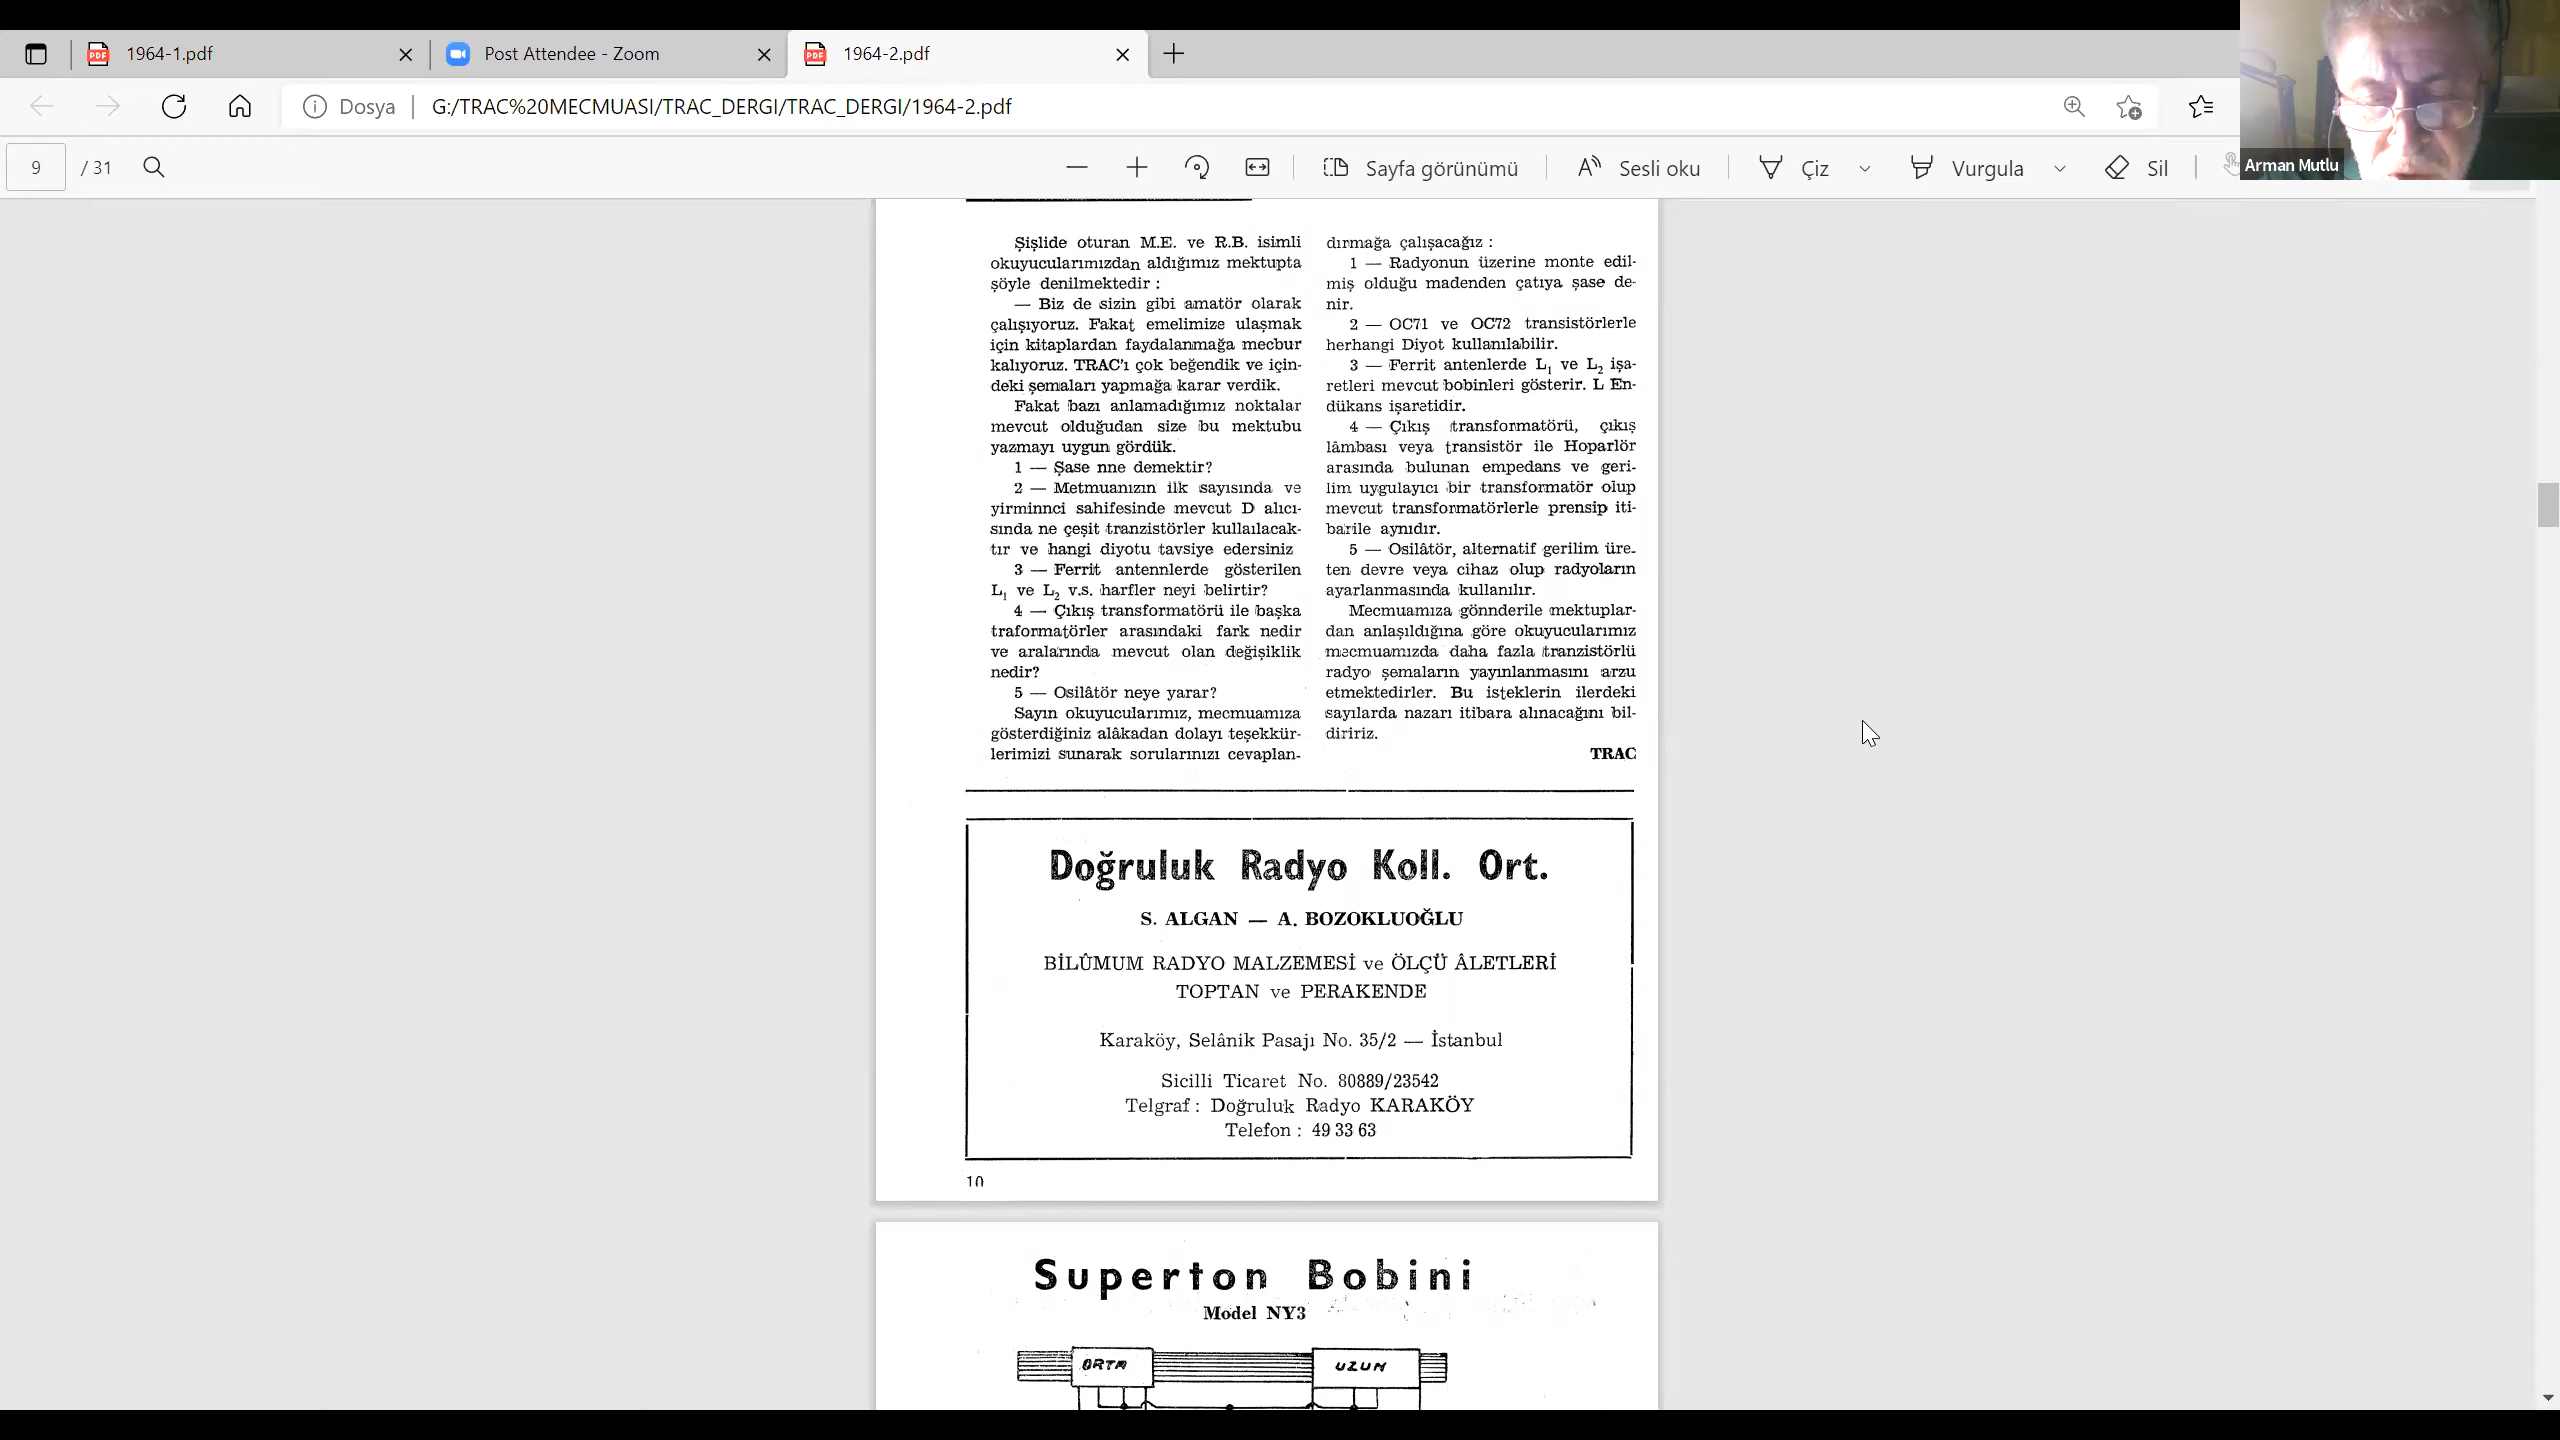 1964-1.pdf
Post Attendee - Zoom
1964-2.pdf
Dosya
G:/TRAC%20MECMUASI/TRAC_DERGI/TRAC_DERGI/1964-2.pdf
9
/ 31
Sayfa görünümü
Sesli oku
Çiz
Vurgula
Sil
Arman Mutlu
Şişlide oturan M.E. ve R.B. isimli
okuyucularımızdan aldığımız mektupta
şöyle denilmektedir :
— Biz de sizin gibi amatör olarak
çalışıyoruz. Fakat emelimize ulaşmak
için kitaplardan faydalanmağa mecbur
kalıyoruz. TRAC'ı çok beğendik ve için-
deki şemaları yapmağa karar verdik.
Fakat bazı anlamadığımız noktalar
mevcut olduğudan size bu mektubu
yazmayı uygun gördük.
1 — Şase nne demektir?
2 — Metmuanızın ilk sayısında ve
yirminnci sahifesinde mevcut D alıcı-
sında ne çeşit tranzistörler kullaılacak-
tır ve hangi diyotu tavsiye edersiniz
3 — Ferrit antennlerde gösterilen
L1 ve L2 v.s. harfler neyi belirtir?
4 — Çıkış transformatörü ile başka
traformatörler arasındaki fark nedir
ve aralarında mevcut olan değişiklik
nedir?
5 — Osilâtör neye yarar?
Sayın okuyucularımız, mecmuamıza
gösterdiğiniz alâkadan dolayı teşekkür-
lerimizi sunarak sorularınızı cevaplan-
dırmağa çalışacağız :
1 — Radyonun üzerine monte edil-
miş olduğu madenden çatıya şase de-
nir.
2 — OC71 ve OC72 transistörlerle
herhangi Diyot kullanılabilir.
3 — Ferrit antenlerde L1 ve L2 işa-
retleri mevcut bobinleri gösterir. L En-
dükans işaretidir.
4 — Çıkış transformatörü, çıkış
lâmbası veya transistör ile Hoparlör
arasında bulunan empedans ve geri-
lim uygulayıcı bir transformatör olup
mevcut transformatörlerle prensip iti-
barile aynıdır.
5 — Osilâtör, alternatif gerilim üre-
ten devre veya cihaz olup radyoların
ayarlanmasında kullanılır.
Mecmuamıza gönnderile mektuplar-
dan anlaşıldığına göre okuyucularımız
mecmuamızda daha fazla tranzistörlü
radyo şemaların yayınlanmasını arzu
etmektedirler. Bu isteklerin ilerdeki
sayılarda nazarı itibara alınacağını bil-
diririz.
TRAC
Doğruluk Radyo Koll. Ort.
S. ALGAN — A. BOZOKLUOĞLU
BİLÛMUM RADYO MALZEMESİ ve ÖLÇÜ ÂLETLERİ
TOPTAN ve PERAKENDE
Karaköy, Selânik Pasajı No. 35/2 — İstanbul
Sicilli Ticaret No. 80889/23542
Telgraf : Doğruluk Radyo KARAKÖY
Telefon : 49 33 63
10
Superton Bobini
Model NY3
ORTA
UZUN